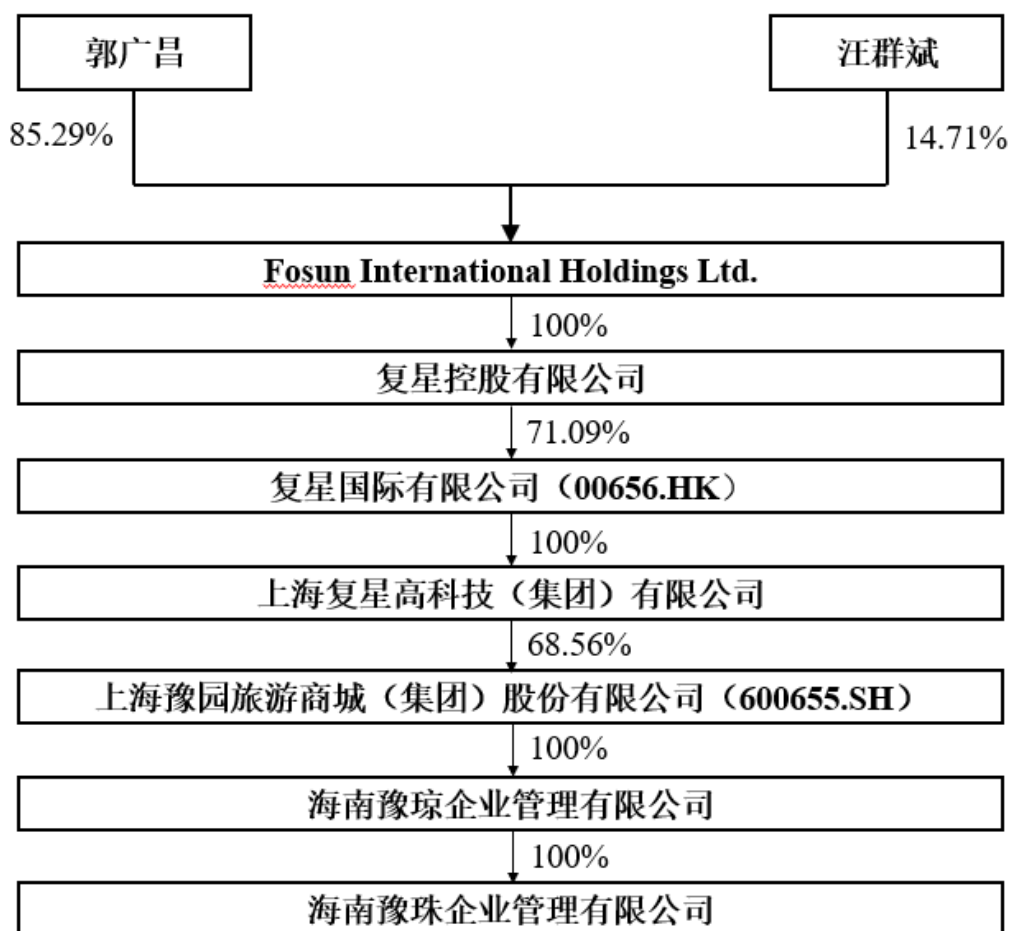 郭广昌
汪群斌
85.29%
14.71%
Fosun International Holdings Ltd.
100%
复星控股有限公司
71.09%
复星国际有限公司（00656.HK）
100%
上海复星高科技（集团）有限公司
68.56%
上海豫园旅游商城（集团）股份有限公司（600655.SH）
100%
海南豫琼企业管理有限公司
100%
海南豫珠企业管理有限公司